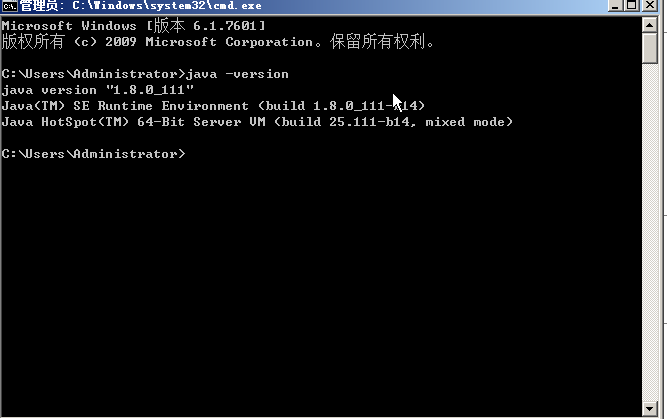 管理员: C:\Windows\system32\cmd.exe
Microsoft Windows [版本 6.1.7601]
版权所有 (c) 2009 Microsoft Corporation。保留所有权利。
C:\Users\Administrator>java -version
java version "1.8.0_111"
Java(TM) SE Runtime Environment (build 1.8.0_111-b14)
Java HotSpot(TM) 64-Bit Server VM (build 25.111-b14, mixed mode)
C:\Users\Administrator>